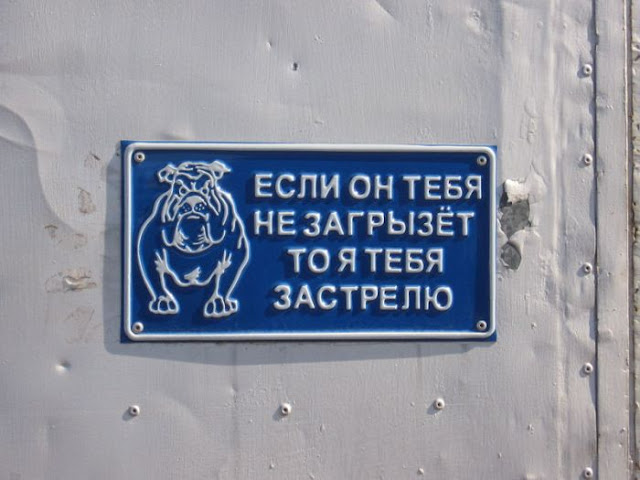 ЕСЛИ ОН ТЕБЯ
НЕ ЗАГРЫЗЁТ
ТО Я ТЕБЯ
ЗАСТРЕЛЮ